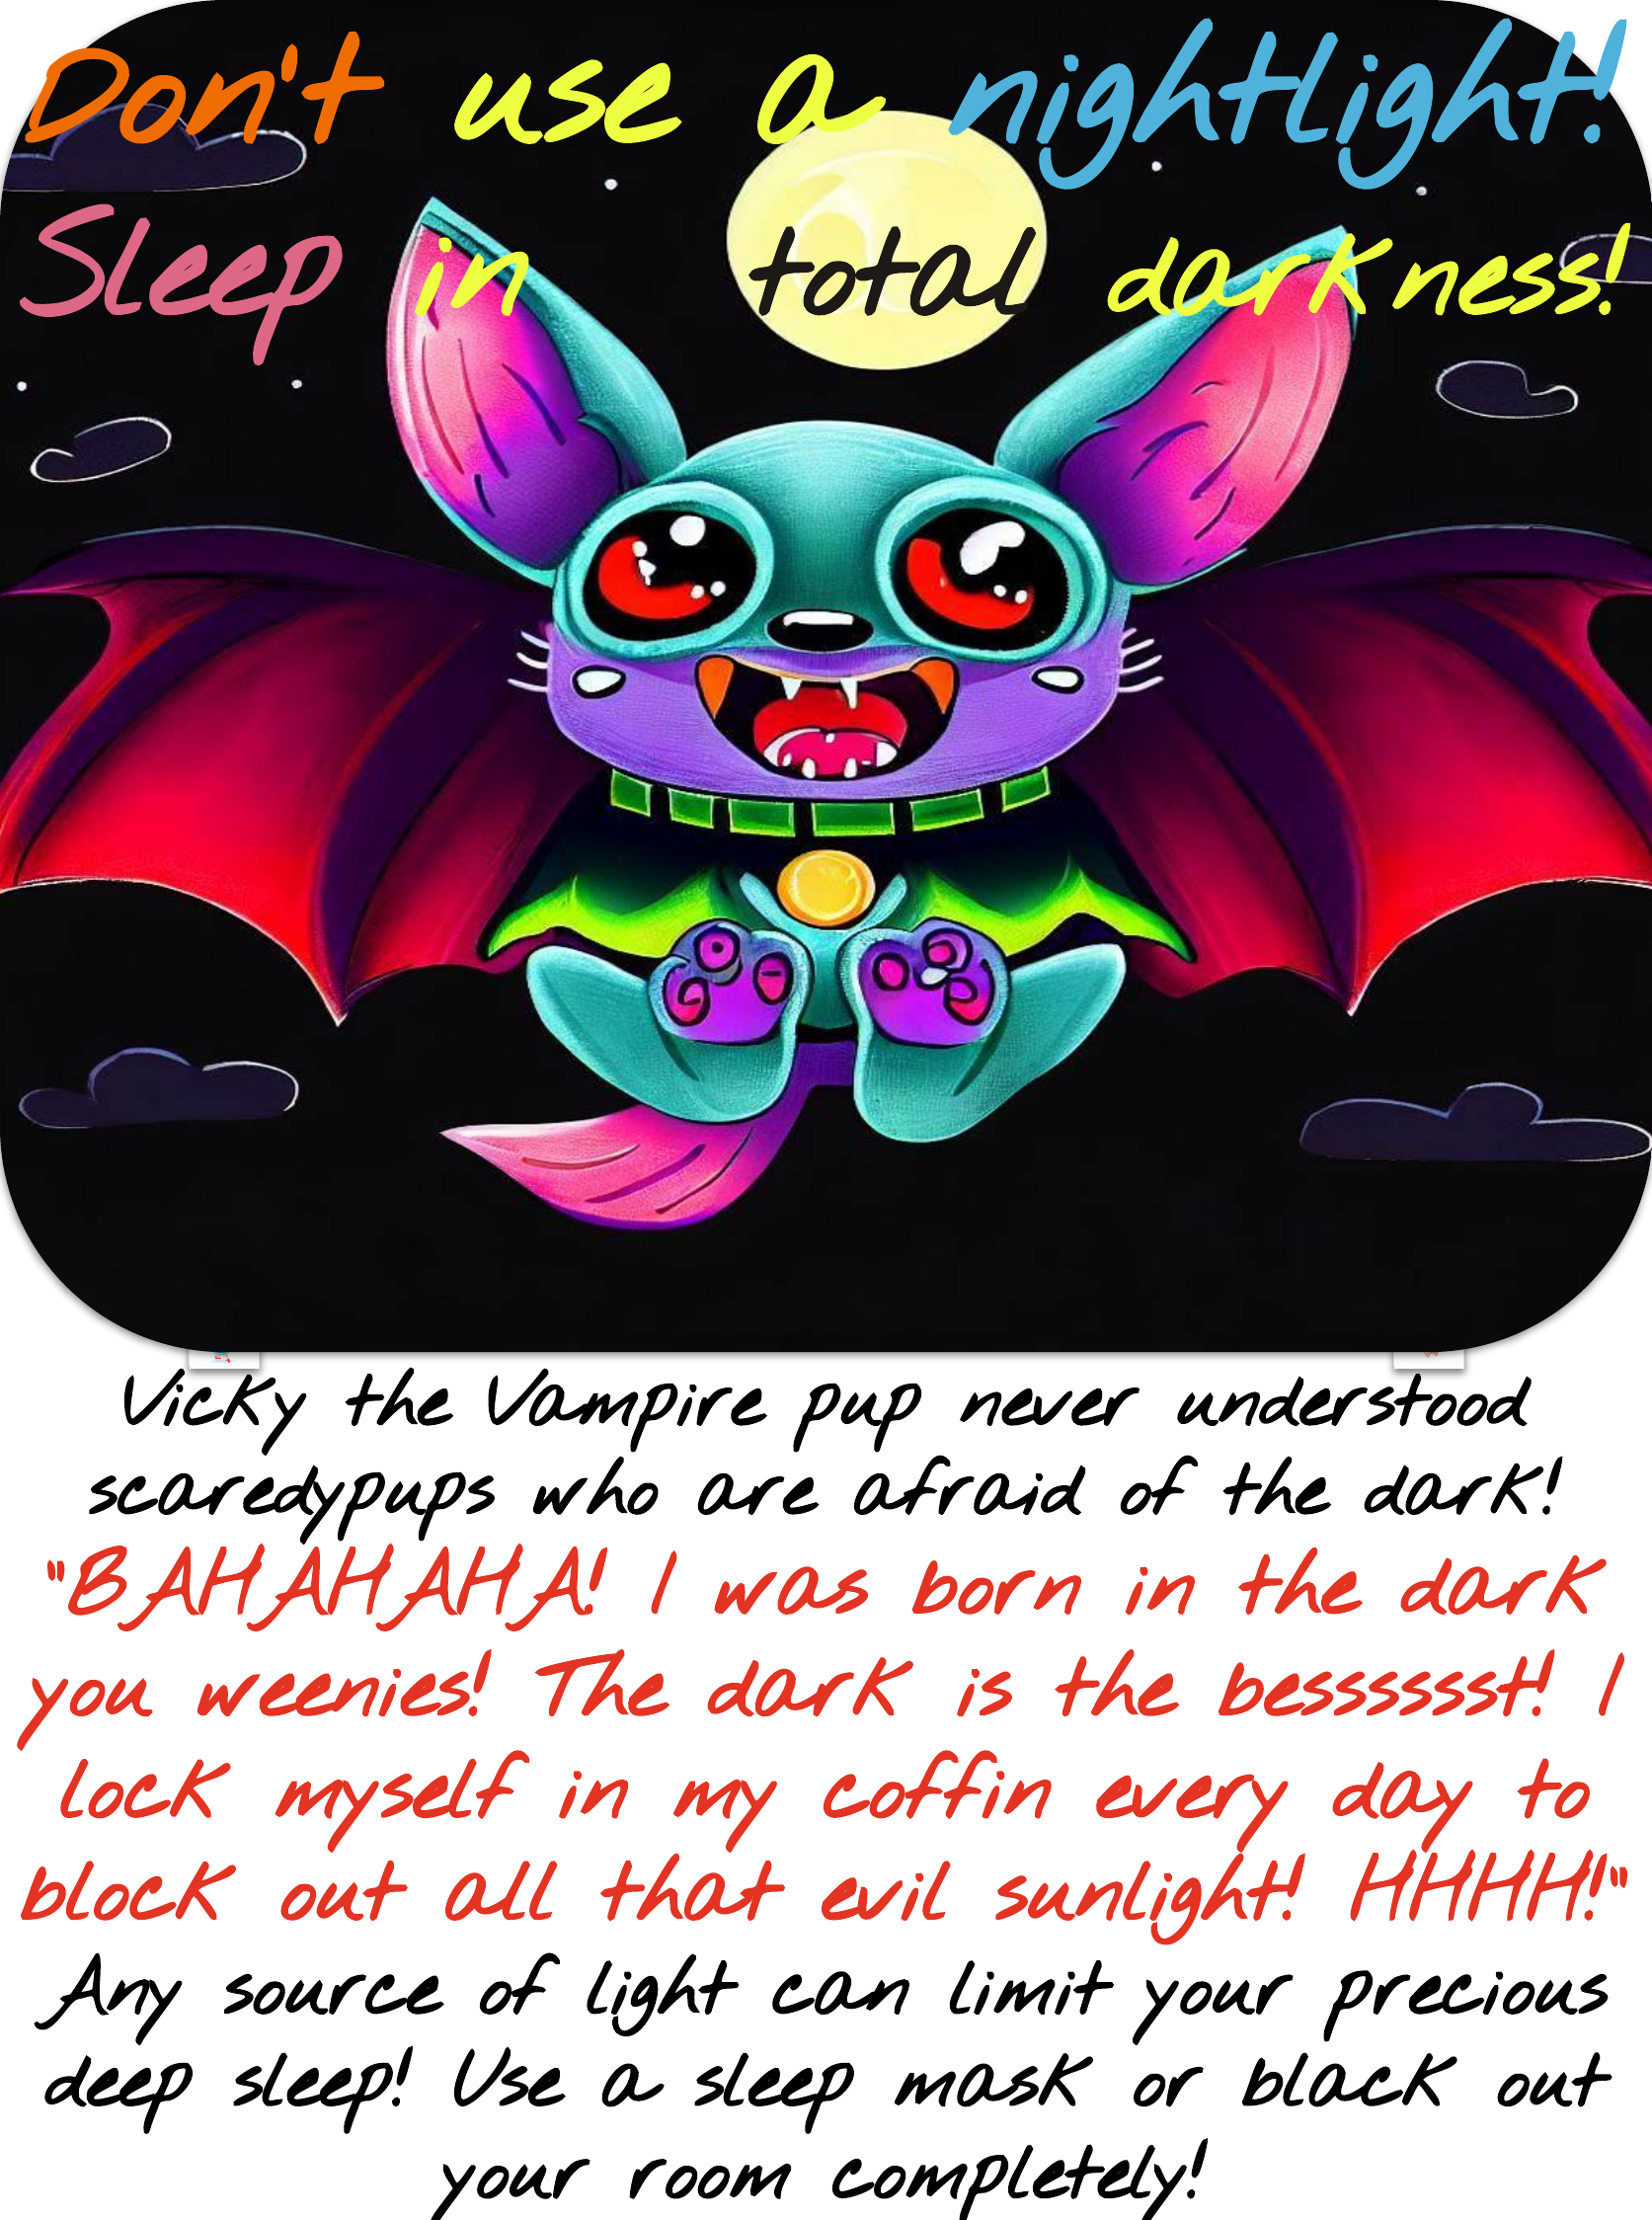 Don't use a nightlight!
Sleep in total darkness!
Vicky the Vampire pup never understood
scaredypups who are afraid of the dark!
"BAHAHAHA! I was born in the dark
you weenies! The dark is the besssssst! I
lock myself in my coffin every day to
block out all that evil sunlight! HHHH!"
Any source of light can limit your precious
deep sleep! Use a sleep mask or black out
your room completely!